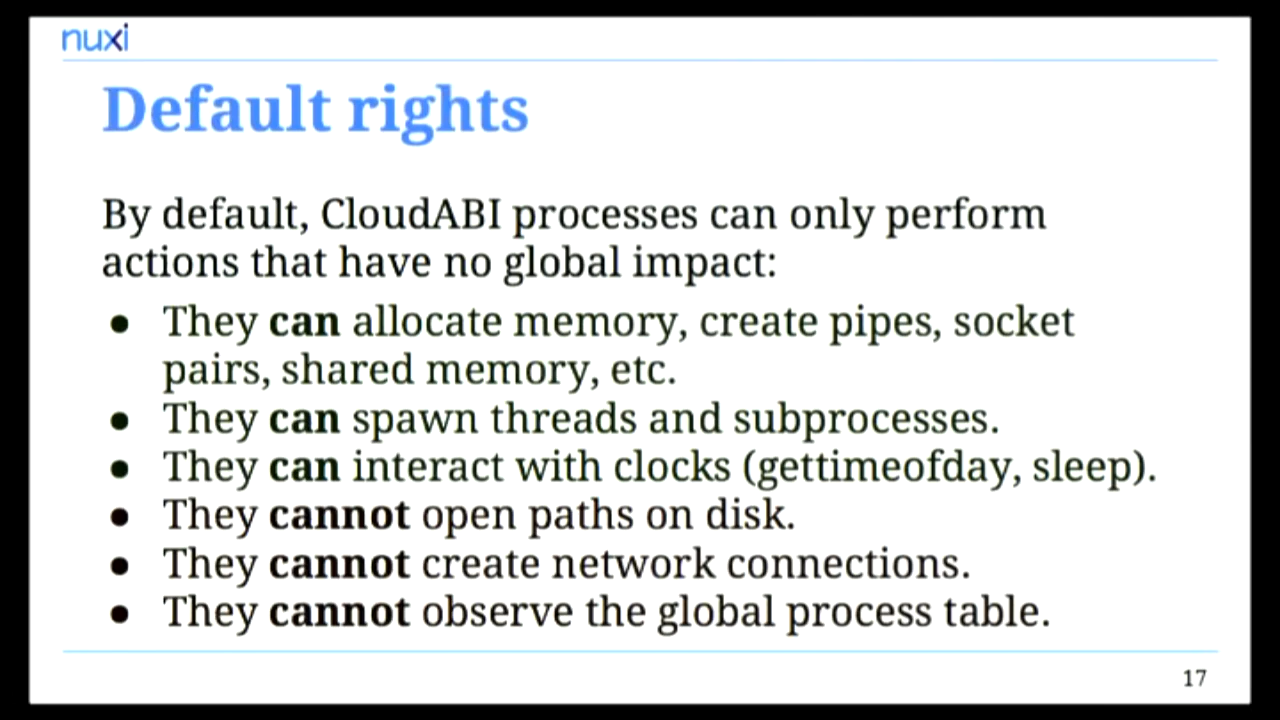 nuxi
Default rights
By default, CloudABI processes can only perform
actions that have no global impact:
● They can allocate memory, create pipes, socket
pairs, shared memory, etc.
● They can spawn threads and subprocesses.
● They can interact with clocks (gettimeofday, sleep).
● They cannot open paths on disk.
● They cannot create network connections.
● They cannot observe the global process table.
17